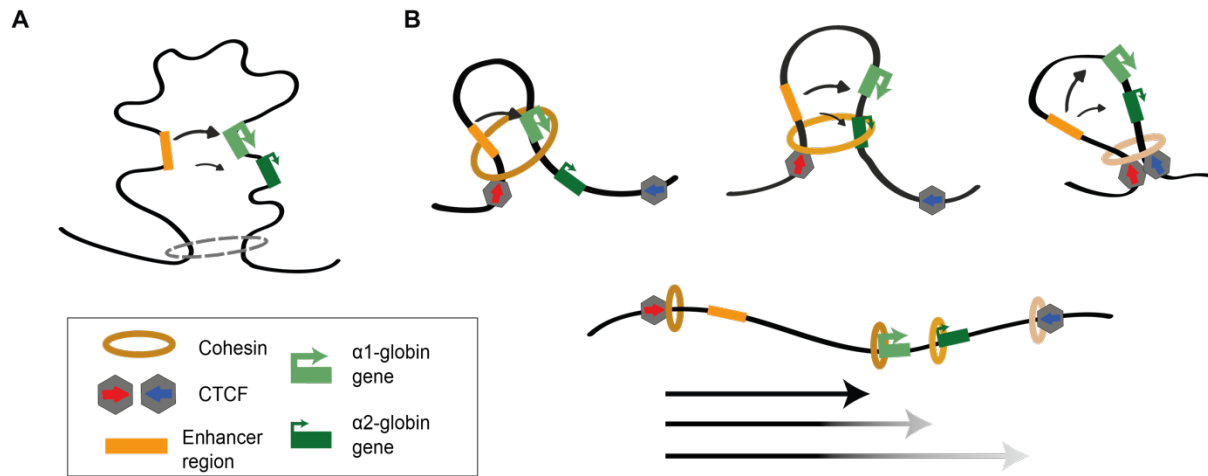 A
B
Cohesin
CTCF
Enhancer
region
α1-globin
gene
α2-globin
gene